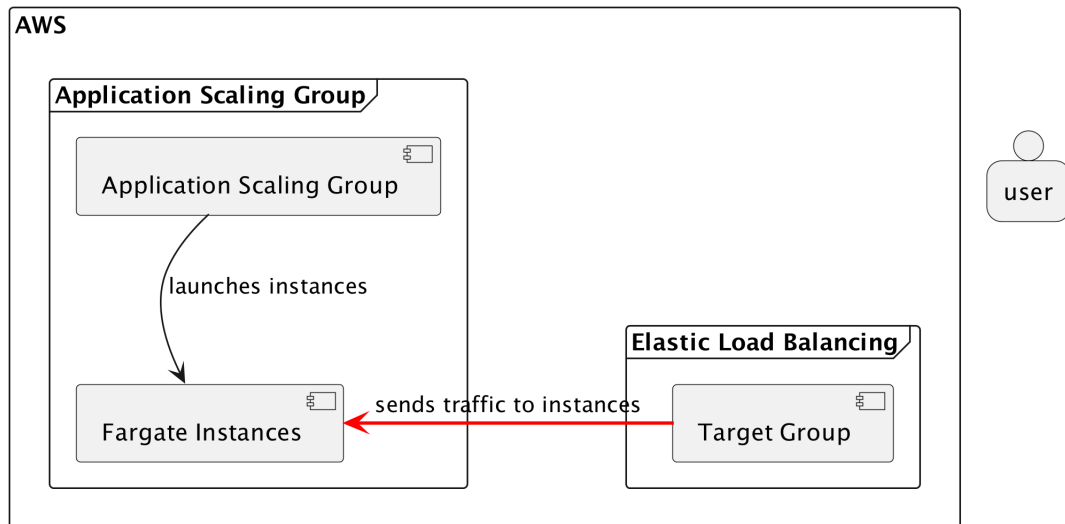 AWS
Application Scaling Group
Application Scaling Group
user
launches instances
Elastic Load Balancing
sends traffic to instances
Fargate Instances
Target Group